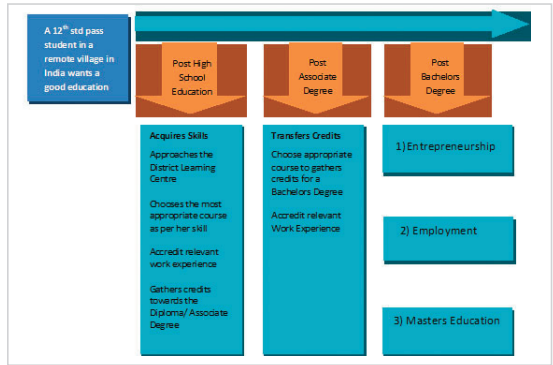 A 12th std pass
student in a
remote village in
India wants a
good education
Post High
School
Education
Post
Associate
Degree
Post
Bachelors
Degree
Acquires Skills
Approaches the
District Learning
Centre
Chooses the most
appropriate course
as per her skill
Accredit relevant
work experience
Gathers credits
towards the
Diploma/ Associate
Degree
Transfers Credits
Choose appropriate
course to gathers
credits for a
Bachelors Degree
Accredit relevant
Work Experience
1) Entrepreneurship
2) Employment
3) Masters Education